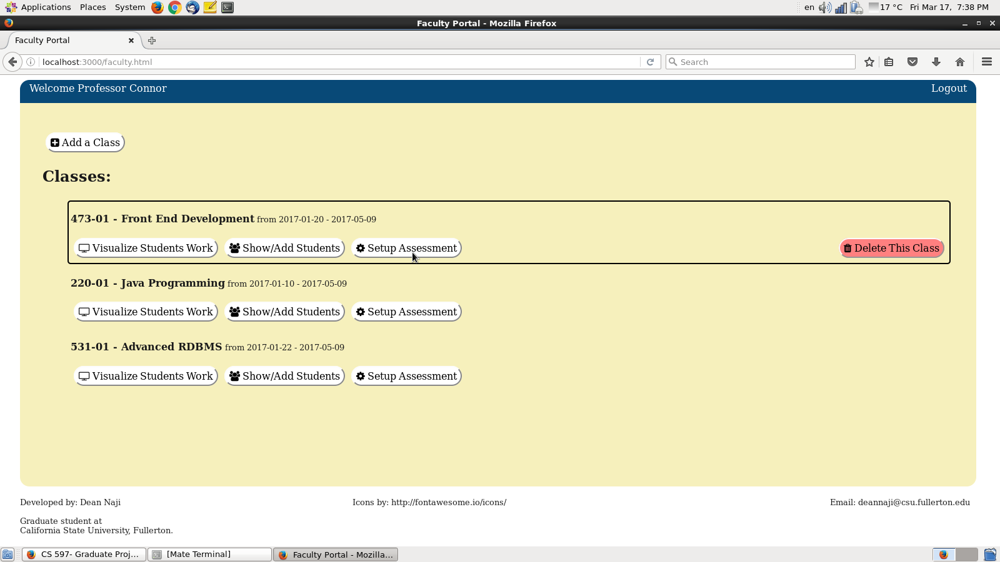 Applications Places System en 17 °C Fri Mar 17, 7:38 PM
Faculty Portal - Mozilla Firefox
Faculty Portal
localhost:3000/faculty.html Search
Welcome Professor Connor Logout
Add a Class
Classes:
473-01 - Front End Development from 2017-01-20 - 2017-05-09
Visualize Students Work Show/Add Students Setup Assessment Delete This Class
220-01 - Java Programming from 2017-01-10 - 2017-05-09
Visualize Students Work Show/Add Students Setup Assessment
531-01 - Advanced RDBMS from 2017-01-22 - 2017-05-09
Visualize Students Work Show/Add Students Setup Assessment
Developed by: Dean Naji Icons by: http://fontawesome.io/icons/ Email: deannaji@csu.fullerton.edu
Graduate student at
California State University, Fullerton.
CS 597- Graduate Proj... [Mate Terminal] Faculty Portal - Mozilla...